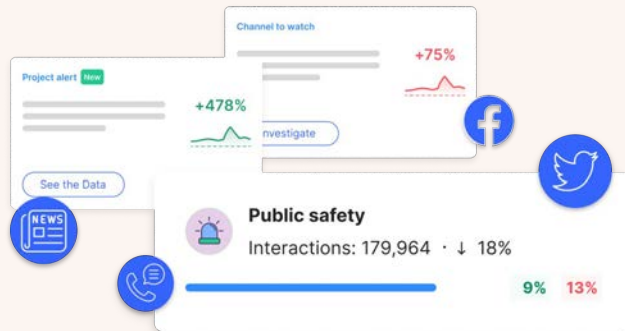 Channel to watch
+75%
Project alert New
+478%
nvestigate
See the Data
NEWS
Public safety
Interactions: 179,964 · ↓ 18%
9% 13%